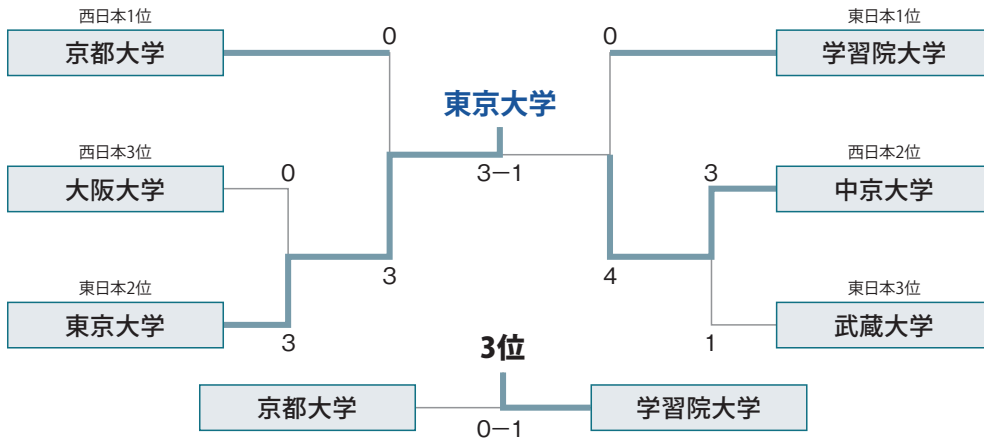 西日本1位
京都大学
0
0
東日本1位
学習院大学
東京大学
3−1
西日本3位
大阪大学
0
3
西日本2位
中京大学
東日本2位
東京大学
3
3
4
1
東日本3位
武蔵大学
3位
京都大学
0−1
学習院大学